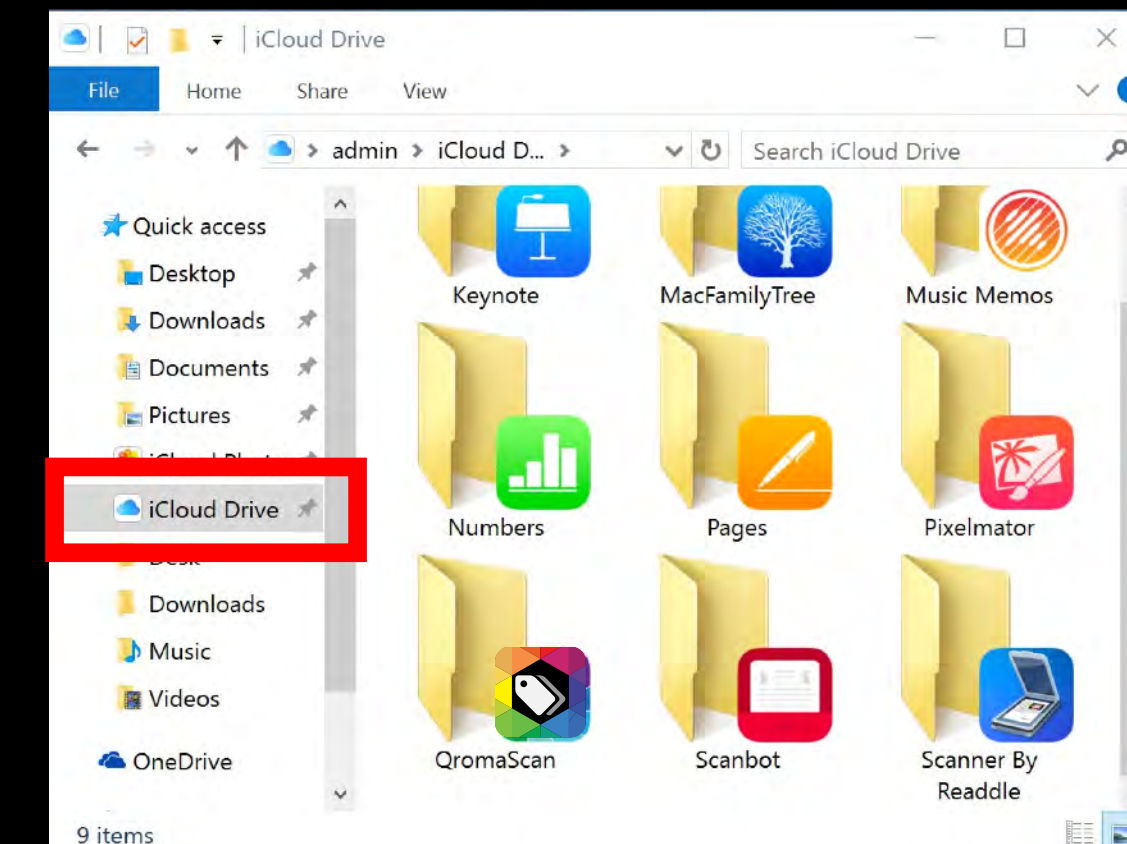 iCloud Drive
File Home Share View
admin > iCloud D... >
Search iCloud Drive
Quick access
Desktop
Downloads
Documents
Pictures
iCloud Drive
Downloads
Music
Videos
OneDrive
Keynote
MacFamilyTree
Music Memos
Numbers
Pages
Pixelmator
QromaScan
Scanbot
Scanner By
Readdle
9 items